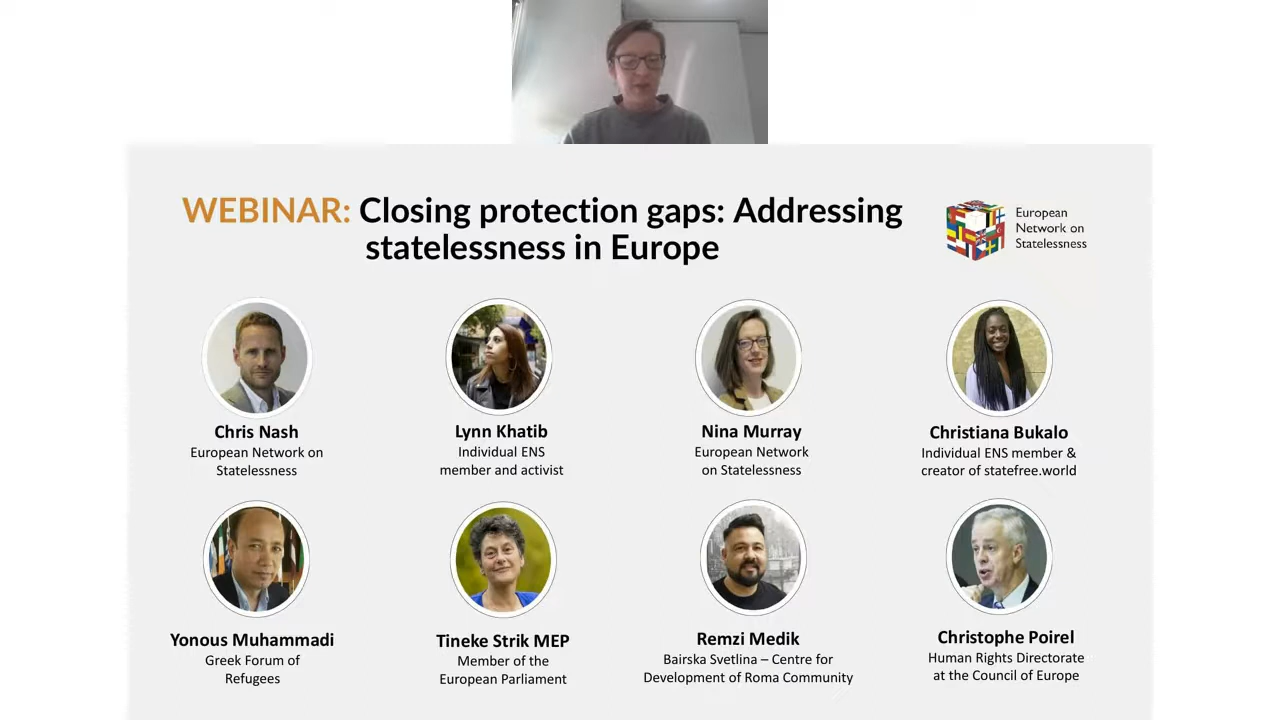 WEBINAR: Closing protection gaps: Addressing
statelessness in Europe
European
Network on
Statelessness
Chris Nash
European Network on
Statelessness
Lynn Khatib
Individual ENS
member and activist
Nina Murray
European Network
on Statelessness
Christiana Bukalo
Individual ENS member &
creator of statefree.world
Yonous Muhammadi
Greek Forum of
Refugees
Tineke Strik MEP
Member of the
European Parliament
Remzi Medik
Bairska Svetlina – Centre for
Development of Roma Community
Christophe Poirel
Human Rights Directorate
at the Council of Europe